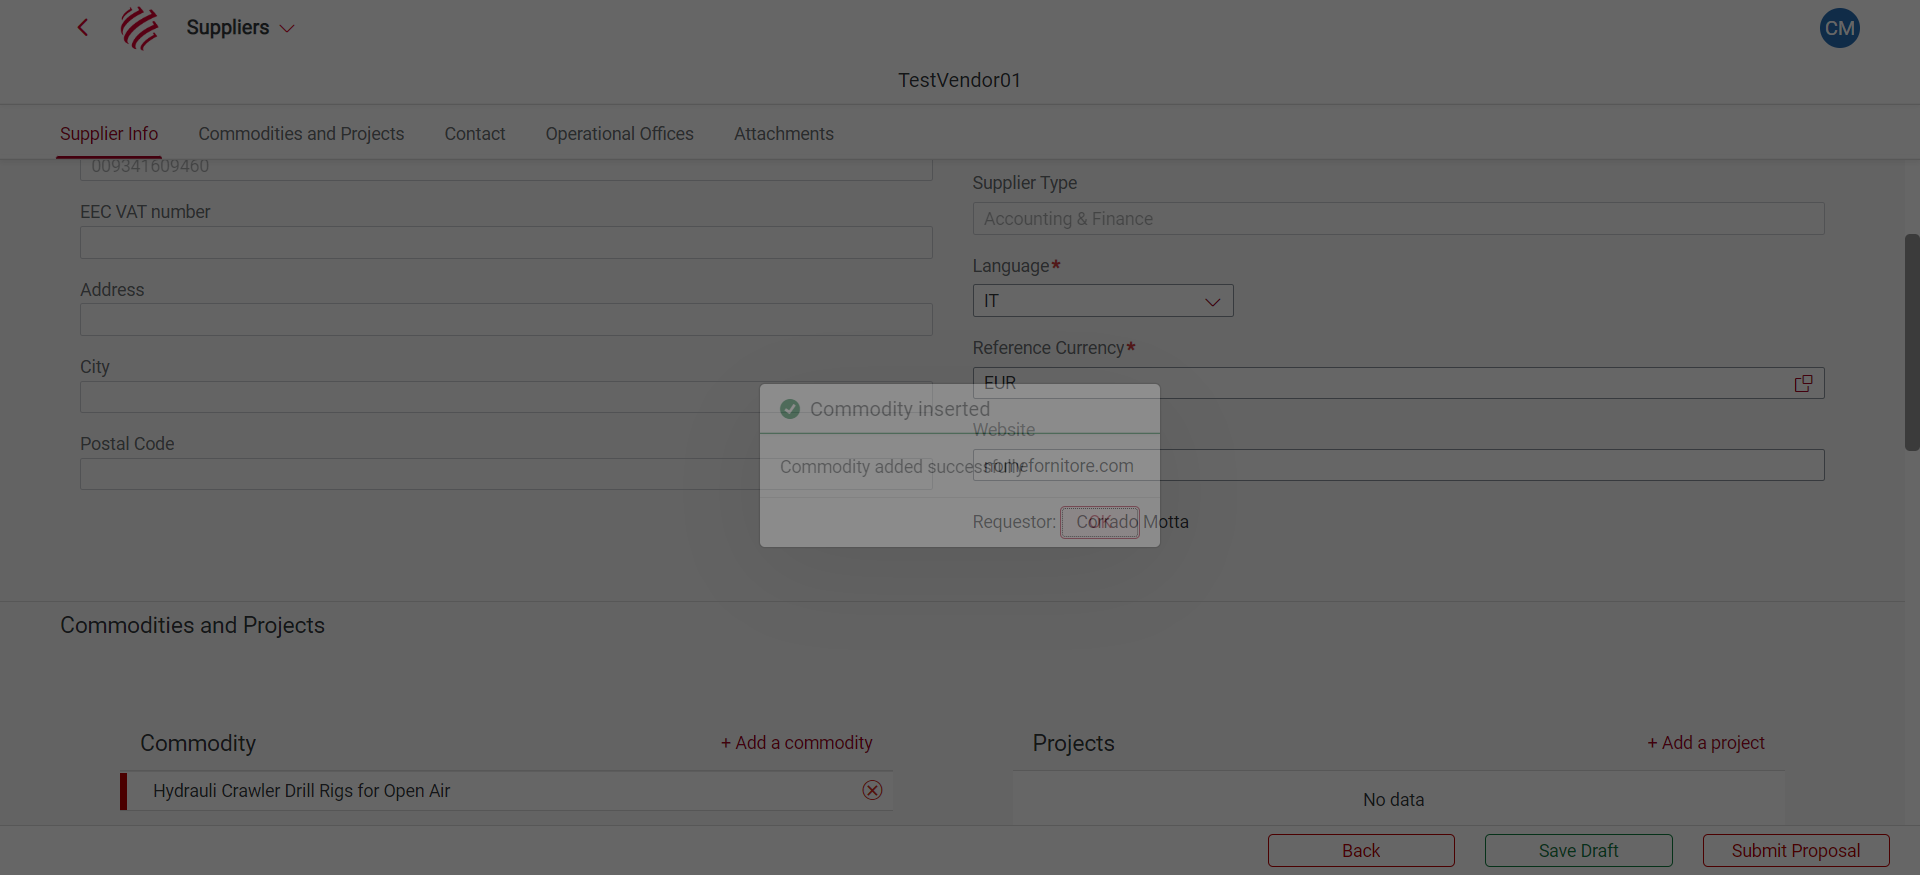 Suppliers
CM
TestVendor01
Supplier Info
Commodities and Projects
Contact
Operational Offices
Attachments
009341609460
EEC VAT number
Address
City
Postal Code
Supplier Type
Accounting & Finance
Language*
IT
Reference Currency*
EUR
Website
nomefornitore.com
Requestor: Corrado Motta
Commodity inserted
Commodity added successfully
OK
Commodities and Projects
Commodity
+ Add a commodity
Hydrauli Crawler Drill Rigs for Open Air
Projects
+ Add a project
No data
Back
Save Draft
Submit Proposal